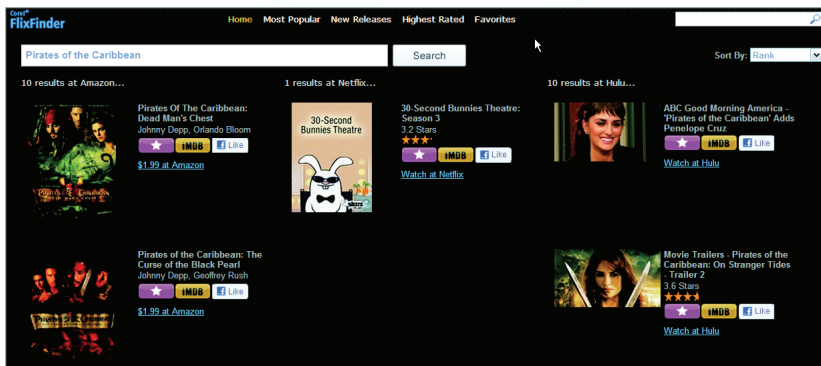 Corel®
FlixFinder
Home Most Popular New Releases Highest Rated Favorites
Pirates of the Caribbean
Search
Sort By: Rank
10 results at Amazon...
Pirates Of The Caribbean:
Dead Man's Chest
Johnny Depp, Orlando Bloom
IMDB Like
$1.99 at Amazon
Pirates of the Caribbean: The
Curse of the Black Pearl
Johnny Depp, Geoffrey Rush
IMDB Like
$1.99 at Amazon
1 results at Netflix...
30-Second
Bunnies Theatre
30-Second Bunnies Theatre:
Season 3
3.2 Stars
IMDB Like
Watch at Netflix
10 results at Hulu...
ABC Good Morning America -
'Pirates of the Caribbean' Adds
Penelope Cruz
IMDB Like
Watch at Hulu
Movie Trailers - Pirates of the
Caribbean: On Stranger Tides
- Trailer 2
3.6 Stars
IMDB Like
Watch at Hulu